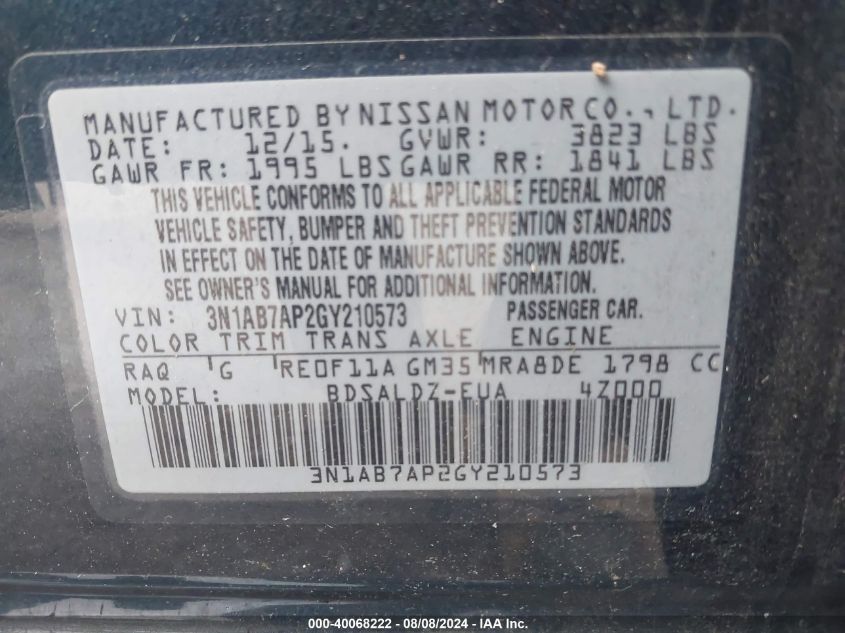 MANUFACTURED BY NISSAN MOTOR CO., LTD.
DATE: 12/15. GVWR: 3823 LBS
GAWR FR: 1995 LBS GAWR RR: 1841 LBS
THIS VEHICLE CONFORMS TO ALL APPLICABLE FEDERAL MOTOR
VEHICLE SAFETY, BUMPER AND THEFT PREVENTION STANDARDS
IN EFFECT ON THE DATE OF MANUFACTURE SHOWN ABOVE.
SEE OWNER'S MANUAL FOR ADDITIONAL INFORMATION.
VIN: 3N1AB7AP2GY210573 PASSENGER CAR.
COLOR TRIM TRANS AXLE ENGINE
RAQ G RE0F11A GM35 MRA8DE 1798 CC
MODEL: BDSALDZ-EUA 4Z000
3N1AB7AP2GY210573
000-40068222 - 08/08/2024 - IAA Inc.